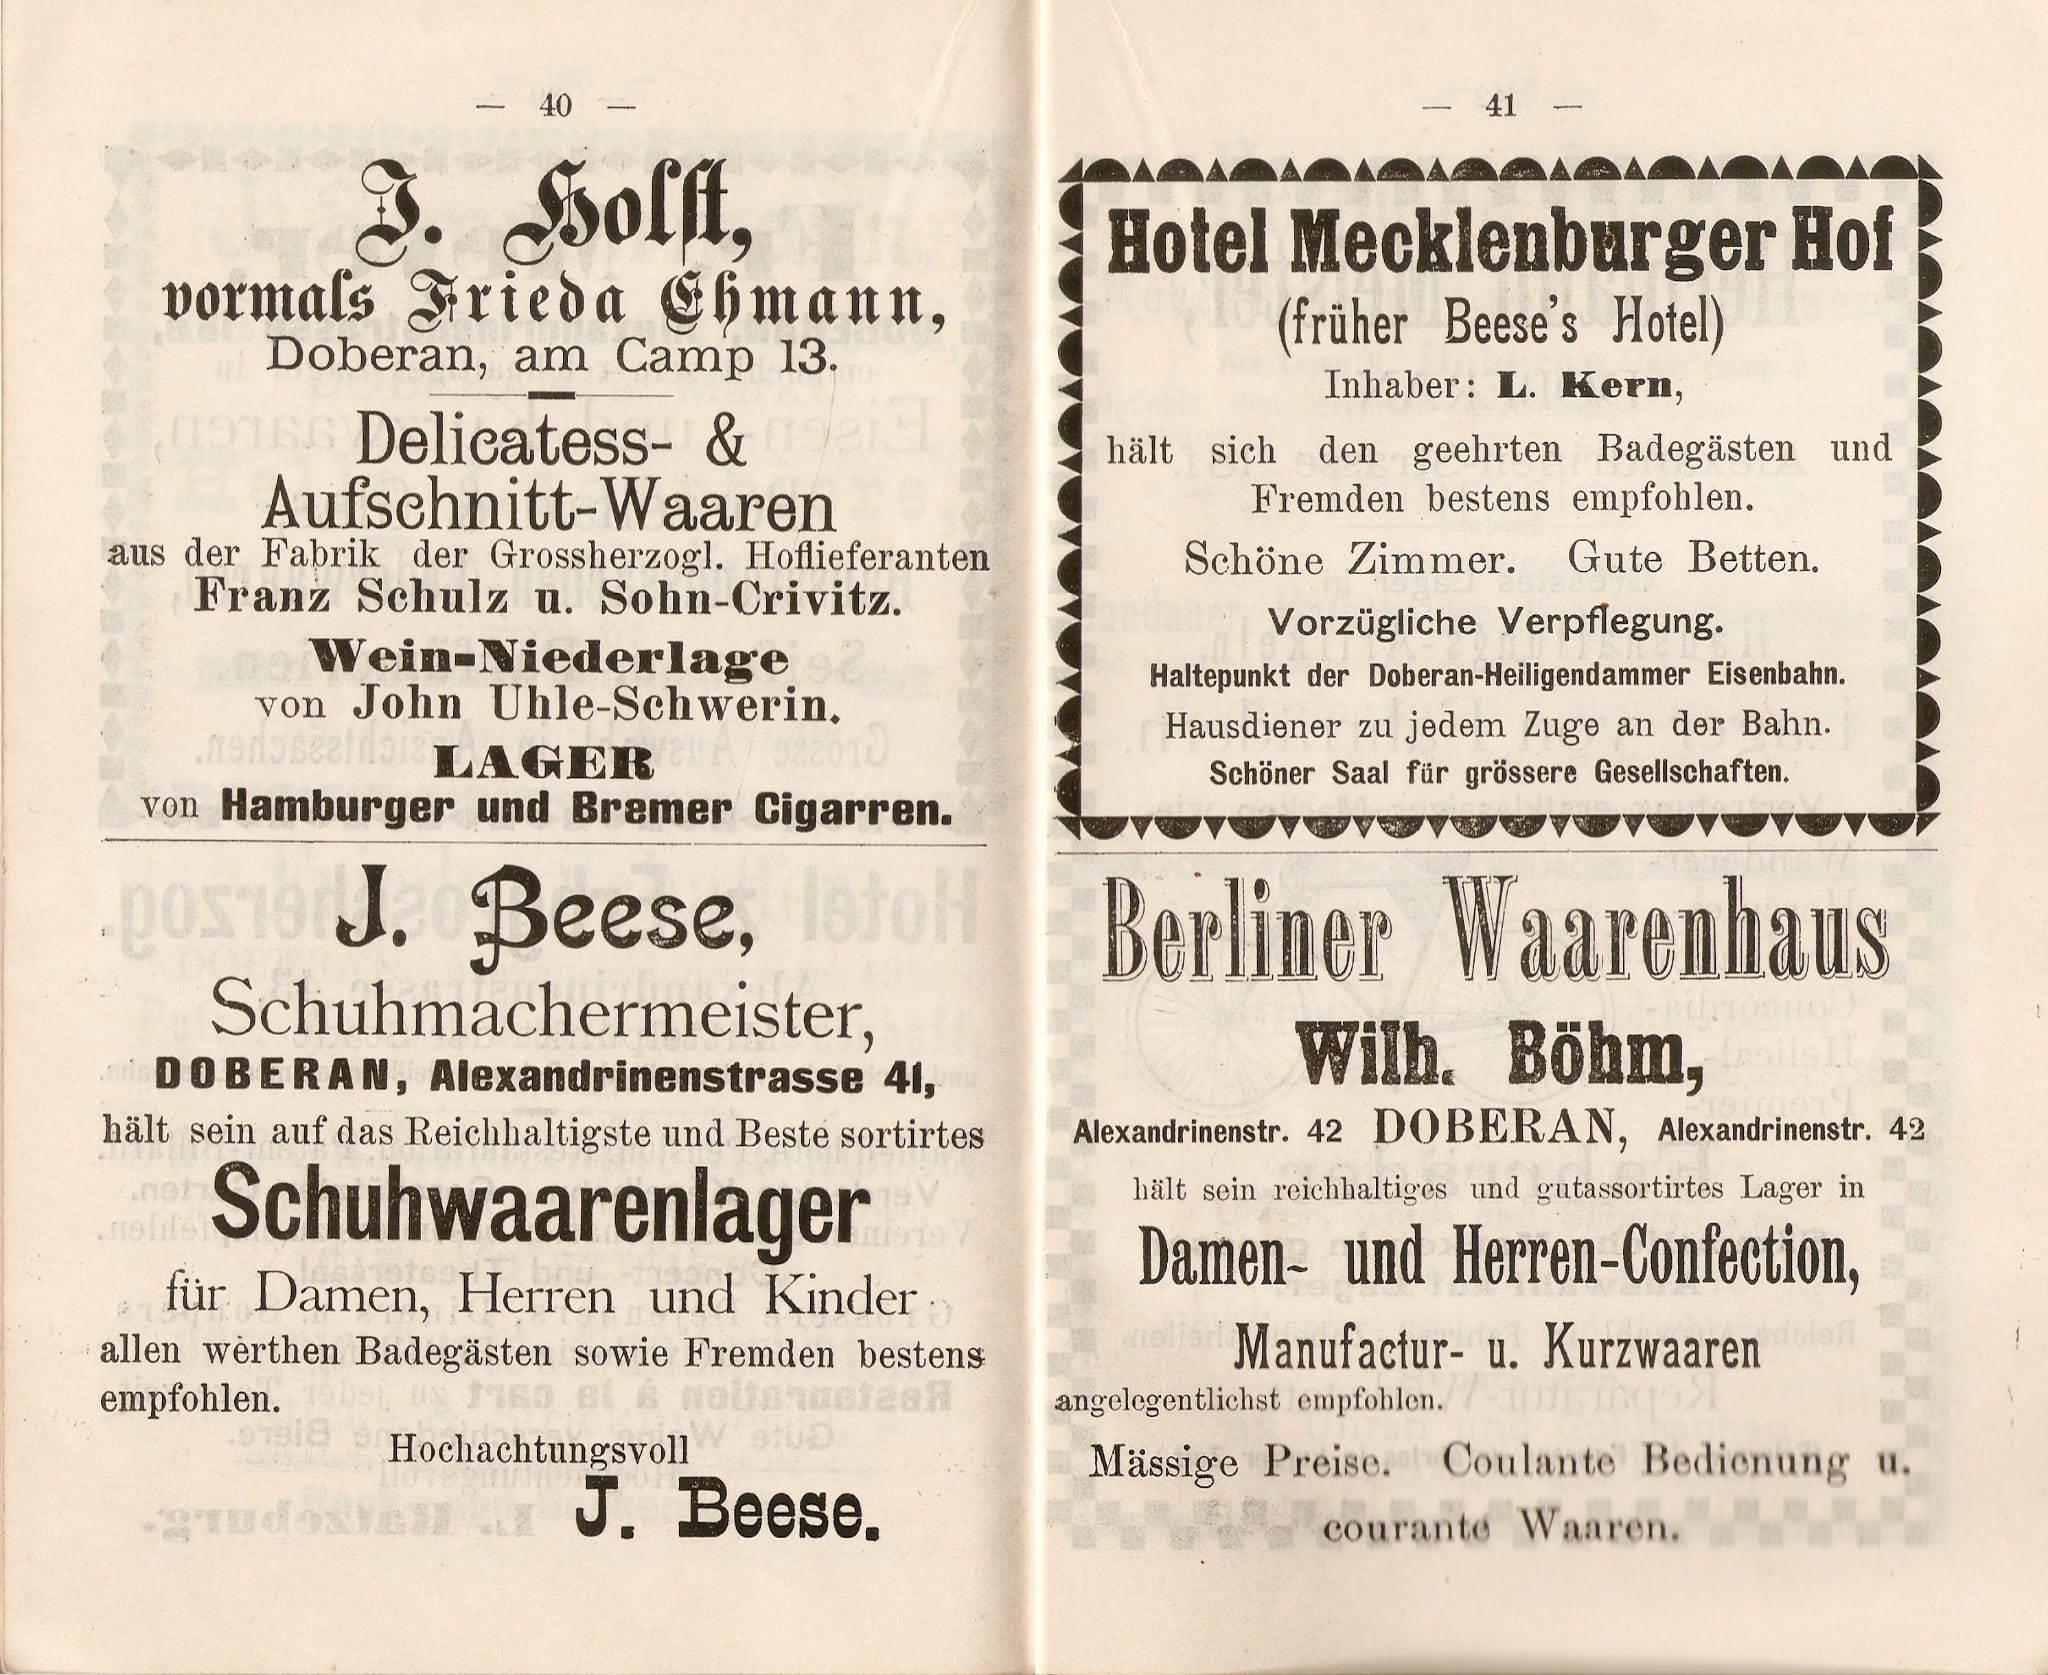 — 40 —
J. Holst,
vormals Frieda Ehmann,
Doberan, am Camp 13.
Delicatess- &
Aufschnitt-Waaren
aus der Fabrik der Grossherzogl. Hoflieferanten
Franz Schulz u. Sohn-Crivitz.
Wein-Niederlage
von John Uhle-Schwerin.
LAGER
von Hamburger und Bremer Cigarren.
J. Beese,
Schuhmachermeister,
DOBERAN, Alexandrinenstrasse 41,
hält sein auf das Reichhaltigste und Beste sortirtes
Schuhwaarenlager
für Damen, Herren und Kinder
allen werthen Badegästen sowie Fremden bestens
empfohlen.
Hochachtungsvoll
J. Beese.
— 41 —
Hotel Mecklenburger Hof
(früher Beese's Hotel)
Inhaber: L. Kern,
hält sich den geehrten Badegästen und
Fremden bestens empfohlen.
Schöne Zimmer. Gute Betten.
Vorzügliche Verpflegung.
Haltepunkt der Doberan-Heiligendammer Eisenbahn.
Hausdiener zu jedem Zuge an der Bahn.
Schöner Saal für grössere Gesellschaften.
Berliner Waarenhaus
Wilh. Böhm,
Alexandrinenstr. 42 DOBERAN, Alexandrinenstr. 42
hält sein reichhaltiges und gutassortirtes Lager in
Damen- und Herren-Confection,
Manufactur- u. Kurzwaaren
angelegentlichst empfohlen.
Mässige Preise. Coulante Bedienung u.
courante Waaren.